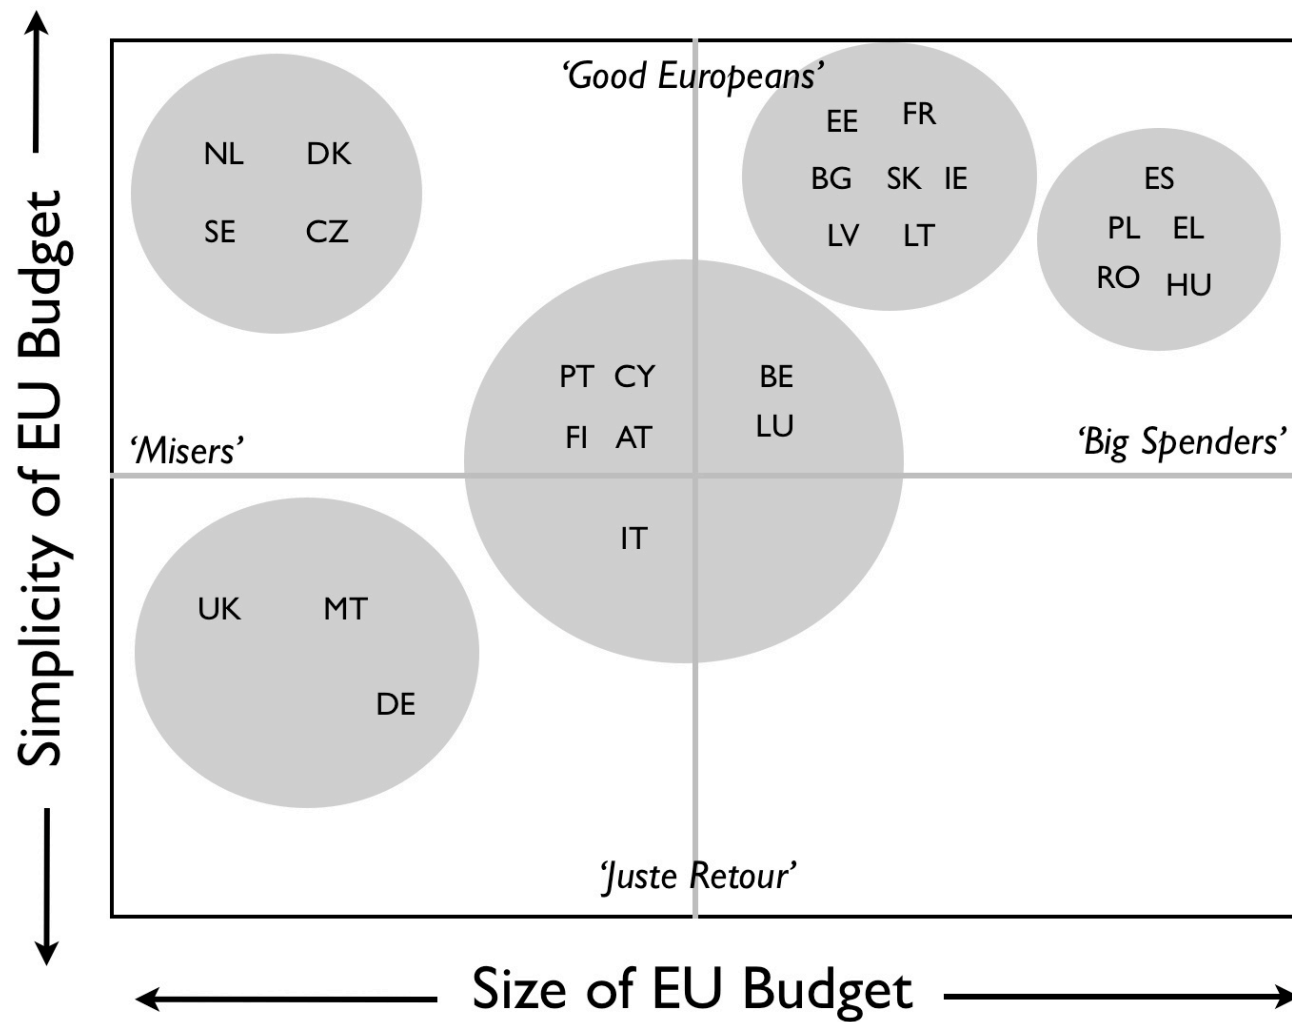 ‘Good Europeans’
EE FR
NL DK
BG SK IE
ES
SE CZ
LV LT
PL EL
RO HU
PT CY BE
FI AT LU
‘Misers’
‘Big Spenders’
IT
UK MT
DE
‘Juste Retour’
Simplicity of EU Budget
Size of EU Budget